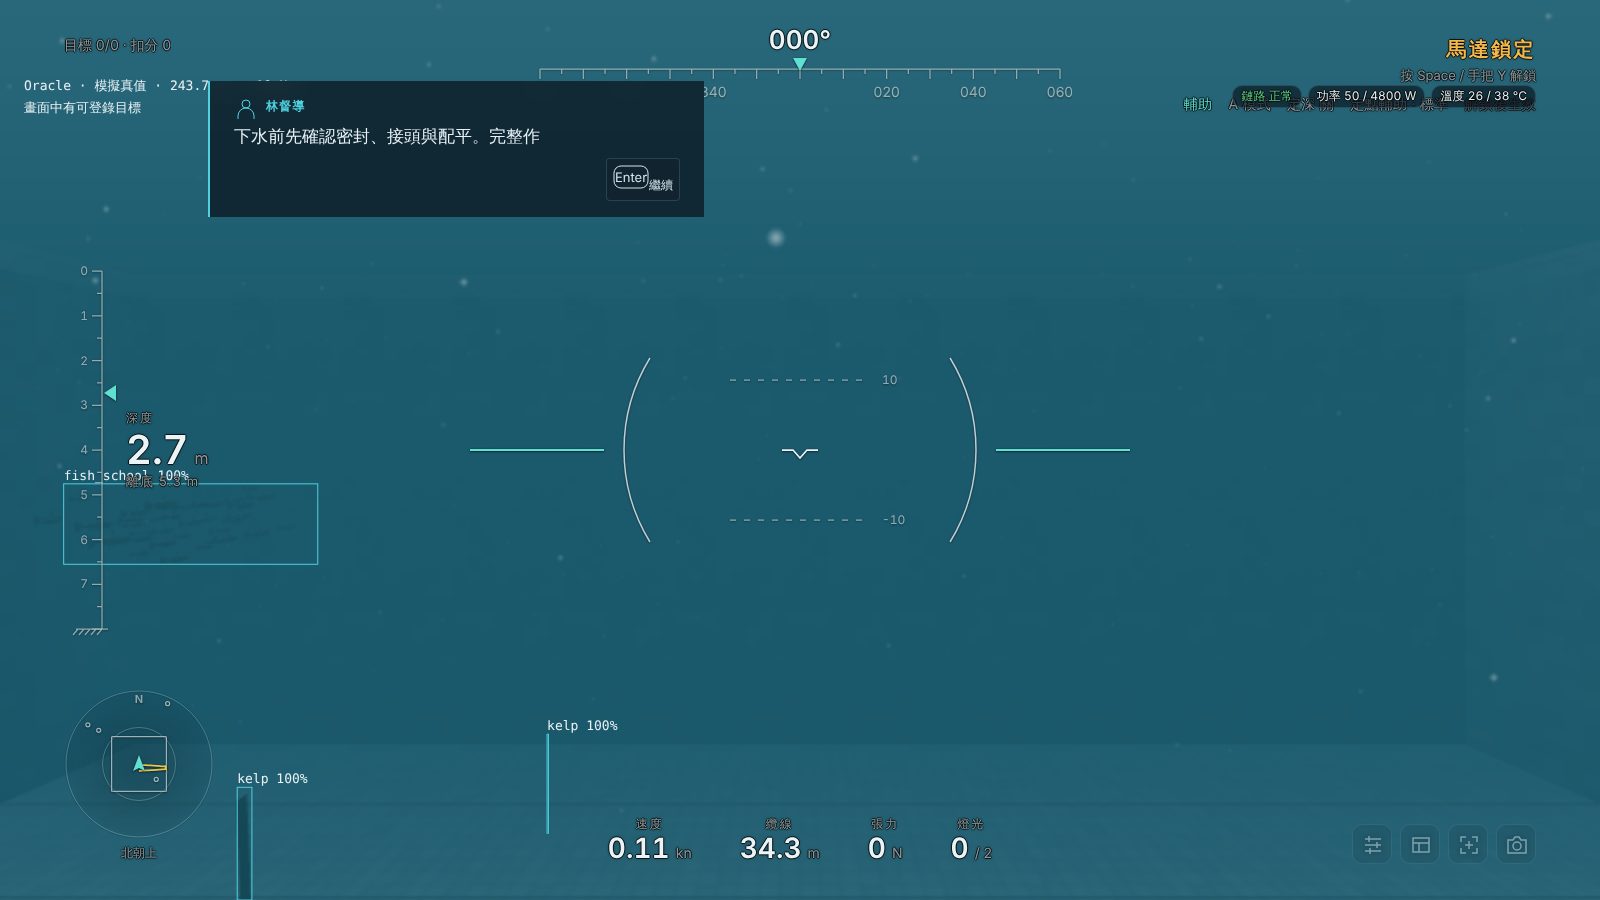 目標 0/0 · 扣分 0
000°
馬達鎖定
按 Space / 手把 Y 解鎖
Oracle · 模擬真值 · 243.7
畫面中有可登錄目標
340
020
040
060
鏈路 正常
功率 50 / 4800 W
溫度 26 / 38 °C
輔助
林督導
下水前先確認密封、接頭與配平。完整作
Enter 繼續
0
1
2
3
4
5
6
7
深度
2.7 m
離底 5.3 m
fish_school 100%
10
-10
kelp 100%
kelp 100%
N
北朝上
速度
0.11 kn
纜線
34.3 m
張力
0 N
燈光
0 / 2